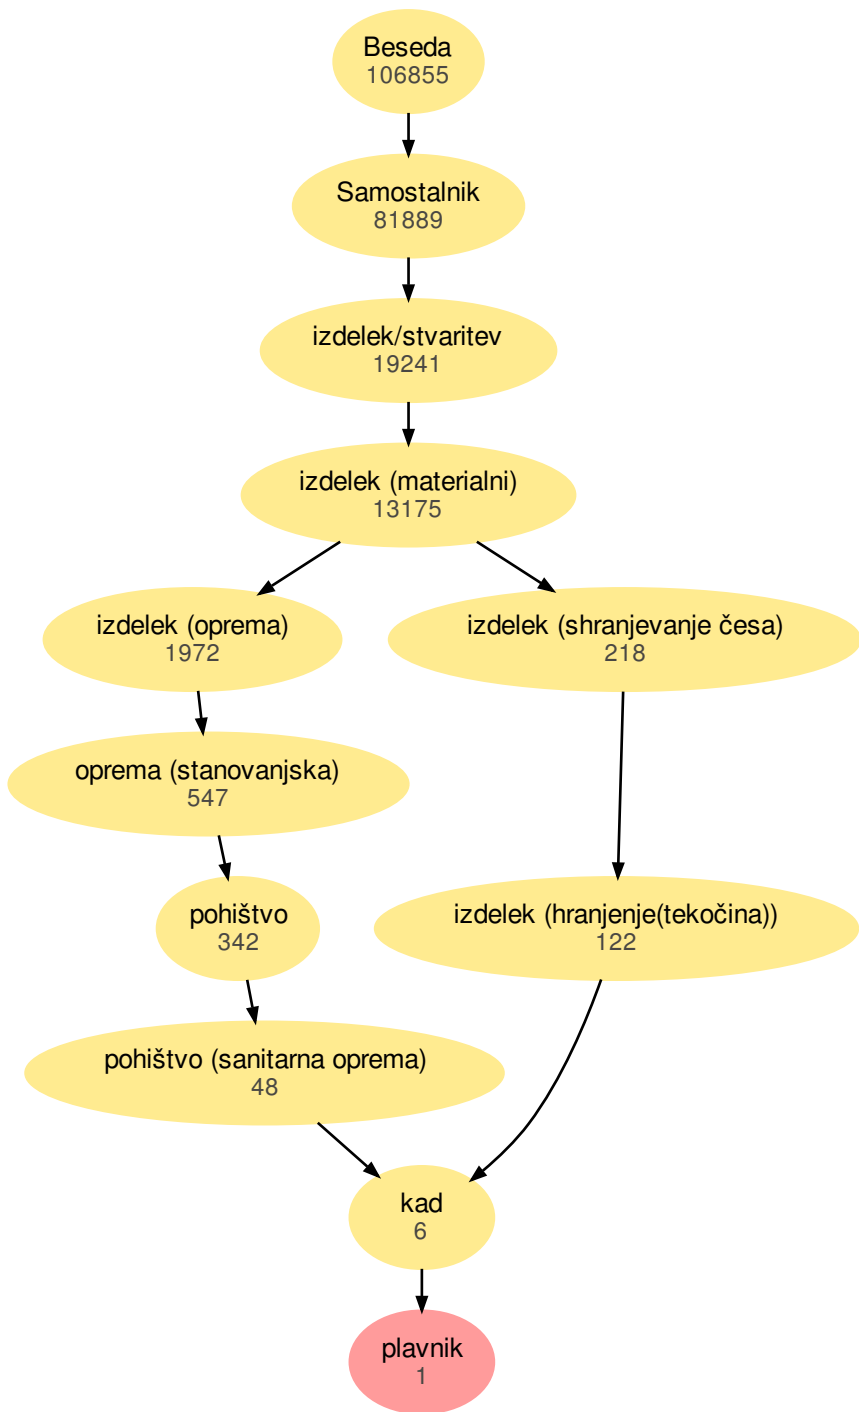 Beseda
106855
Samostalnik
81889
izdelek/stvaritev
19241
izdelek (materialni)
13175
izdelek (oprema)
1972
izdelek (shranjevanje česa)
218
oprema (stanovanjska)
547
pohištvo
342
izdelek (hranjenje(tekočina))
122
pohištvo (sanitarna oprema)
48
kad
6
plavnik
1